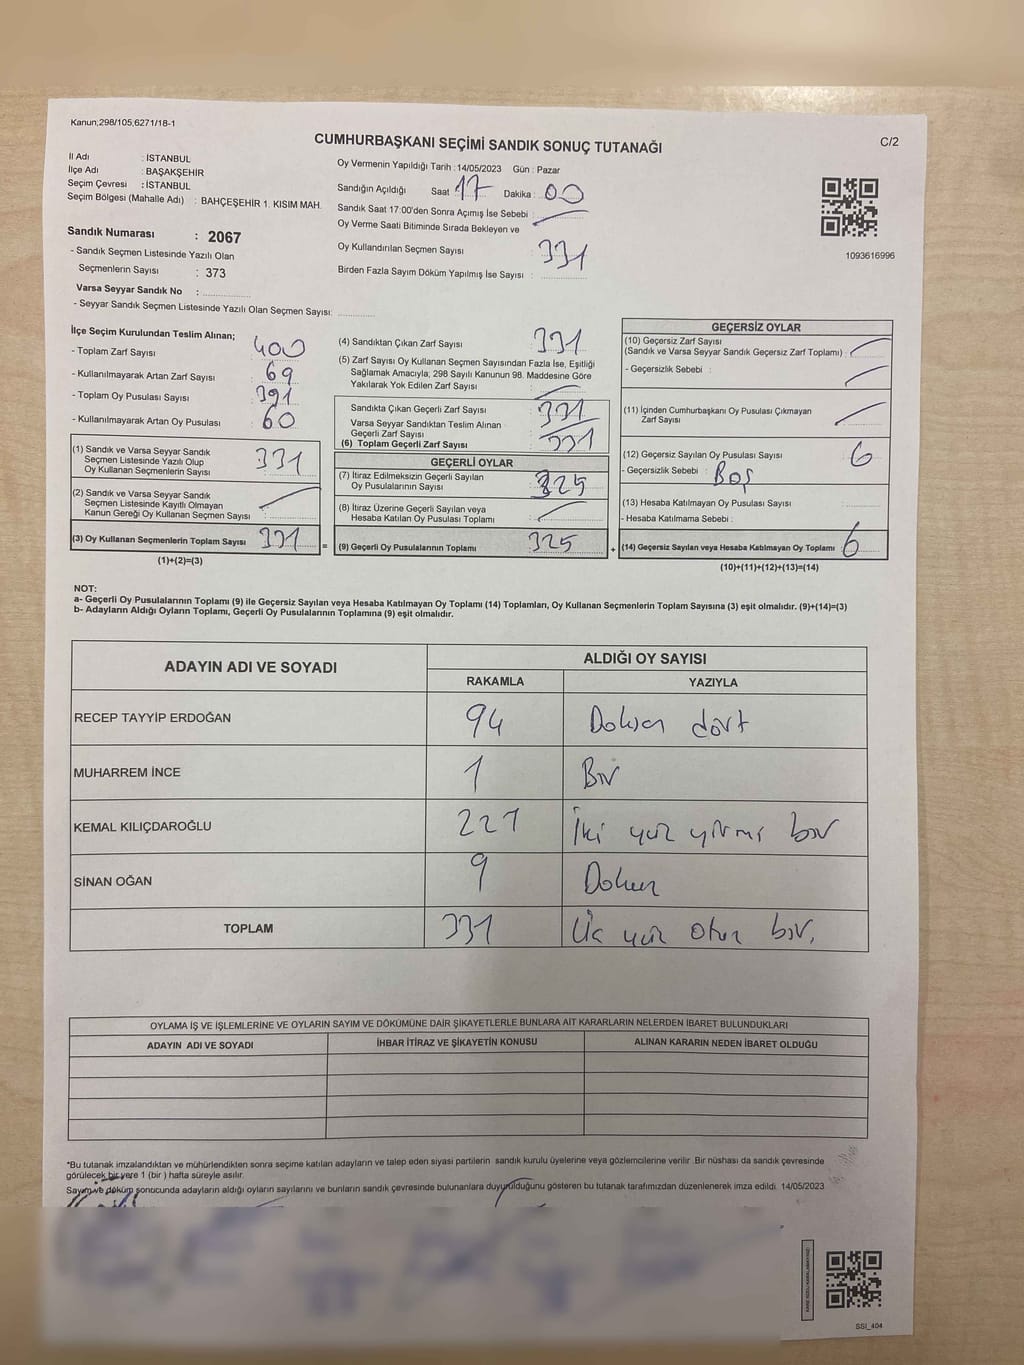 Kanun;298/105,6271/18-1
CUMHURBAŞKANI SEÇİMİ SANDIK SONUÇ TUTANAĞI
C/2
İl Adı : İSTANBUL
İlçe Adı : BAŞAKŞEHİR
Seçim Çevresi : İSTANBUL
Seçim Bölgesi (Mahalle Adı) : BAHÇEŞEHİR 1. KISIM MAH.
Sandık Numarası : 2067
- Sandık Seçmen Listesinde Yazılı Olan
Seçmenlerin Sayısı : 373
Varsa Seyyar Sandık No :
- Seyyar Sandık Seçmen Listesinde Yazılı Olan Seçmen Sayısı:
Oy Vermenin Yapıldığı Tarih : 14/05/2023 Gün : Pazar
Sandığın Açıldığı Saat 17 Dakika : 00
Sandık Saat 17:00'den Sonra Açımış İse Sebebi :
Oy Verme Saati Bitiminde Sırada Bekleyen ve
Oy Kullandırılan Seçmen Sayısı 331
Birden Fazla Sayım Döküm Yapılmış İse Sayısı :
1093616996
İlçe Seçim Kurulundan Teslim Alınan;
- Toplam Zarf Sayısı : 400
- Kullanılmayarak Artan Zarf Sayısı : 69
- Toplam Oy Pusulası Sayısı : 391
- Kullanılmayarak Artan Oy Pusulası : 60
(1) Sandık ve Varsa Seyyar Sandık
Seçmen Listesinde Yazılı Olup
Oy Kullanan Seçmenlerin Sayısı 331
(2) Sandık ve Varsa Seyyar Sandık
Seçmen Listesinde Kayıtlı Olmayan
Kanun Gereği Oy Kullanan Seçmen Sayısı :
(3) Oy Kullanan Seçmenlerin Toplam Sayısı 331 =
(1)+(2)=(3)
(4) Sandıktan Çıkan Zarf Sayısı 331
(5) Zarf Sayısı Oy Kullanan Seçmen Sayısından Fazla İse, Eşitliği
Sağlamak Amacıyla; 298 Sayılı Kanunun 98. Maddesine Göre
Yakılarak Yok Edilen Zarf Sayısı :
Sandıkta Çıkan Geçerli Zarf Sayısı 331
Varsa Seyyar Sandıktan Teslim Alınan
Geçerli Zarf Sayısı
(6) Toplam Geçerli Zarf Sayısı 331
GEÇERLİ OYLAR
(7) İtiraz Edilmeksizin Geçerli Sayılan
Oy Pusulalarının Sayısı 325
(8) İtiraz Üzerine Geçerli Sayılan veya
Hesaba Katılan Oy Pusulası Toplamı
(9) Geçerli Oy Pusulalarının Toplamı 325 +
GEÇERSİZ OYLAR
(10) Geçersiz Zarf Sayısı
(Sandık ve Varsa Seyyar Sandık Geçersiz Zarf Toplamı) :
- Geçersizlik Sebebi :
(11) İçinden Cumhurbaşkanı Oy Pusulası Çıkmayan
Zarf Sayısı
(12) Geçersiz Sayılan Oy Pusulası Sayısı 6
- Geçersizlik Sebebi : Boş
(13) Hesaba Katılmayan Oy Pusulası Sayısı
- Hesaba Katılmama Sebebi :
(14) Geçersiz Sayılan veya Hesaba Katılmayan Oy Toplamı 6
(10)+(11)+(12)+(13)=(14)
NOT:
a- Geçerli Oy Pusulalarının Toplamı (9) ile Geçersiz Sayılan veya Hesaba Katılmayan Oy Toplamı (14) Toplamları, Oy Kullanan Seçmenlerin Toplam Sayısına (3) eşit olmalıdır. (9)+(14)=(3)
b- Adayların Aldığı Oyların Toplamı, Geçerli Oy Pusulalarının Toplamına (9) eşit olmalıdır.
ADAYIN ADI VE SOYADI
ALDIĞI OY SAYISI
RAKAMLA YAZIYLA
RECEP TAYYİP ERDOĞAN 94 Doksan dört
MUHARREM İNCE 1 Bir
KEMAL KILIÇDAROĞLU 221 İki yüz yirmi bir
SİNAN OĞAN 9 Dokuz
TOPLAM 331 Üç yüz otuz bir.
OYLAMA İŞ VE İŞLEMLERİNE VE OYLARIN SAYIM VE DÖKÜMÜNE DAİR ŞİKAYETLERLE BUNLARA AİT KARARLARIN NELERDEN İBARET BULUNDUKLARI
ADAYIN ADI VE SOYADI İHBAR İTİRAZ VE ŞİKAYETİN KONUSU ALINAN KARARIN NEDEN İBARET OLDUĞU
*Bu tutanak imzalandıktan ve mühürlendikten sonra seçime katılan adayların ve talep eden siyasi partilerin sandık kurulu üyelerine veya gözlemcilerine verilir .Bir nüshası da sandık çevresinde
görülecek bir yere 1 (bir ) hafta süreyle asılır.
Sayım ve döküm sonucunda adayların aldığı oyların sayılarını ve bunların sandık çevresinde bulunanlara duyurulduğunu gösteren bu tutanak tarafımızdan düzenlenerek imza edildi. 14/05/2023
SSI_404